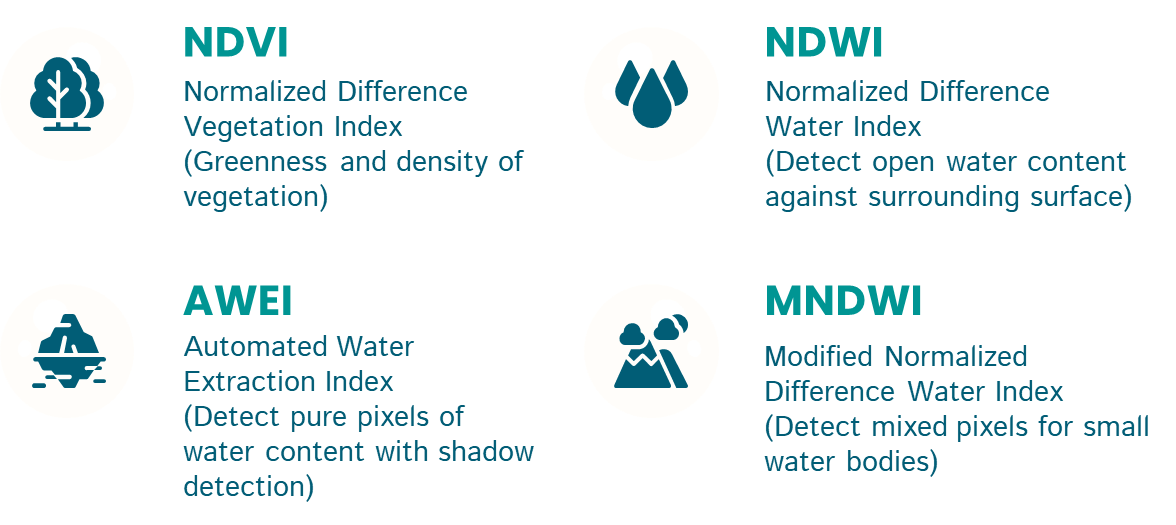 NDVI
Normalized Difference
Vegetation Index
(Greenness and density of
vegetation)
NDWI
Normalized Difference
Water Index
(Detect open water content
against surrounding surface)
AWEI
Automated Water
Extraction Index
(Detect pure pixels of
water content with shadow
detection)
MNDWI
Modified Normalized
Difference Water Index
(Detect mixed pixels for small
water bodies)